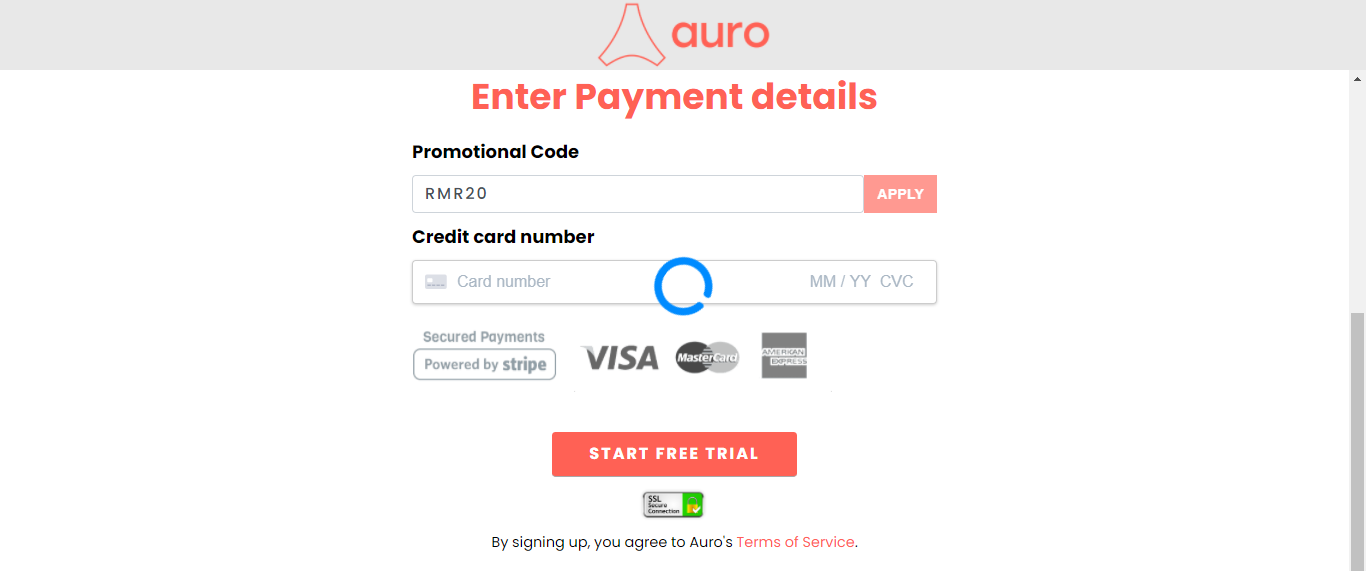 auro
Enter Payment details
Promotional Code
RMR20 APPLY
Credit card number
Card number MM / YY CVC
Secured Payments
Powered by stripe
VISA MasterCard AMERICAN EXPRESS
START FREE TRIAL
SSL
Secure
Connection
By signing up, you agree to Auro's Terms of Service.